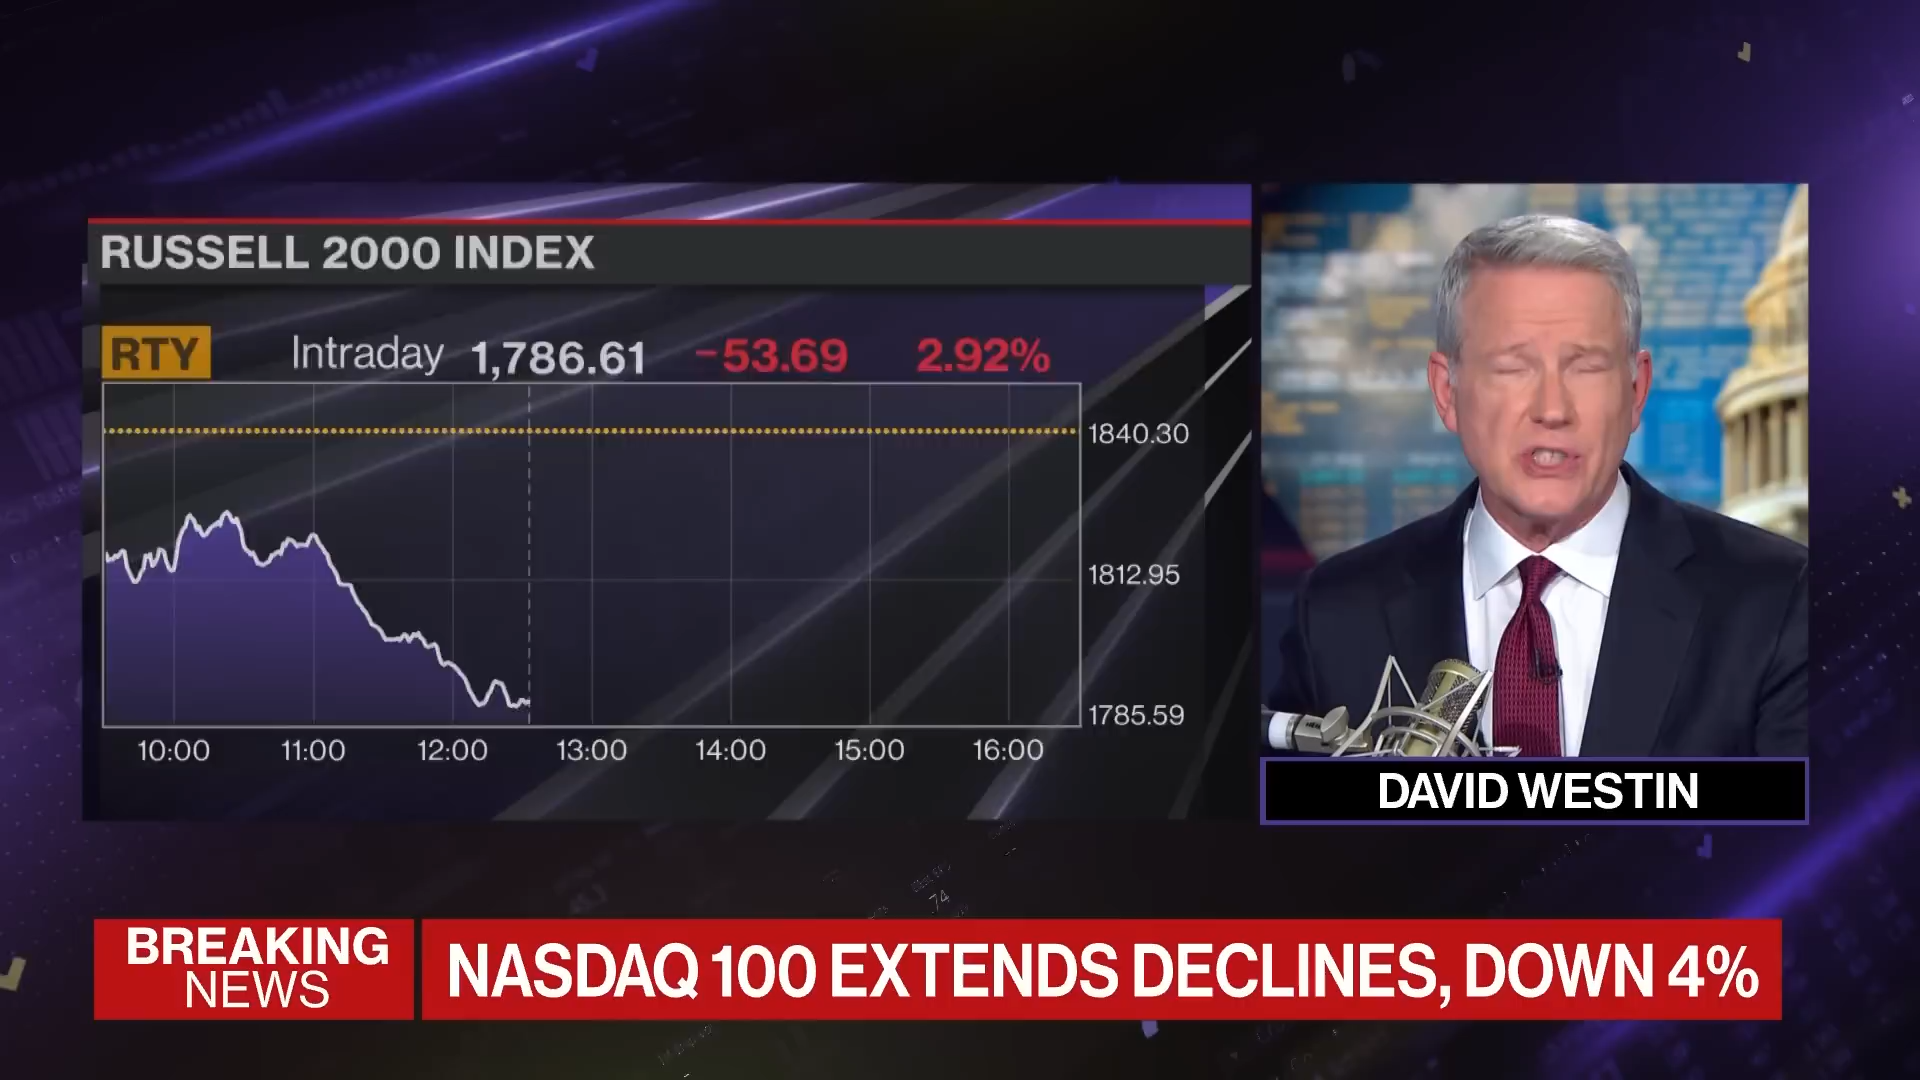 RUSSELL 2000 INDEX
RTY Intraday 1,786.61 -53.69 2.92%
1840.30
1812.95
1785.59
10:00 11:00 12:00 13:00 14:00 15:00 16:00
DAVID WESTIN
74
BREAKING
NEWS
NASDAQ 100 EXTENDS DECLINES, DOWN 4%